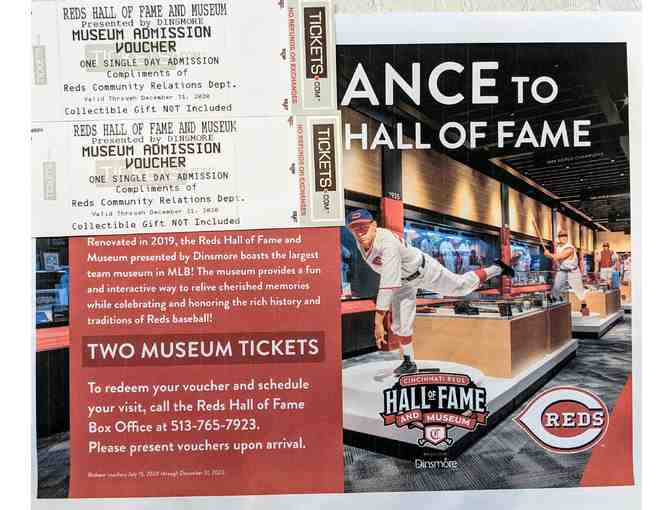 REDS HALL OF FAME AND MUSEUM
Presented by DINSMORE
MUSEUM ADMISSION
VOUCHER
ONE SINGLE DAY ADMISSION
Compliments of
Reds Community Relations Dept.
Valid Through December 31, 2020
Collectible Gift NOT Included
NO REFUNDS OR EXCHANGES
TICKETS.COM
REDS HALL OF FAME AND MUSEUM
Presented by DINSMORE
MUSEUM ADMISSION
VOUCHER
ONE SINGLE DAY ADMISSION
Compliments of
Reds Community Relations Dept.
Valid Through December 31, 2020
Collectible Gift NOT Included
NO REFUNDS OR EXCHANGES
TICKETS.COM
ANCE TO
HALL OF FAME
1935
Renovated in 2019, the Reds Hall of Fame and
Museum presented by Dinsmore boasts the largest
team museum in MLB! The museum provides a fun
and interactive way to relive cherished memories
while celebrating and honoring the rich history and
traditions of Reds baseball!
TWO MUSEUM TICKETS
To redeem your voucher and schedule
your visit, call the Reds Hall of Fame
Box Office at 513-765-7923.
Please present vouchers upon arrival.
CINCINNATI REDS
HALL OF FAME
AND MUSEUM
Dinsmore
REDS